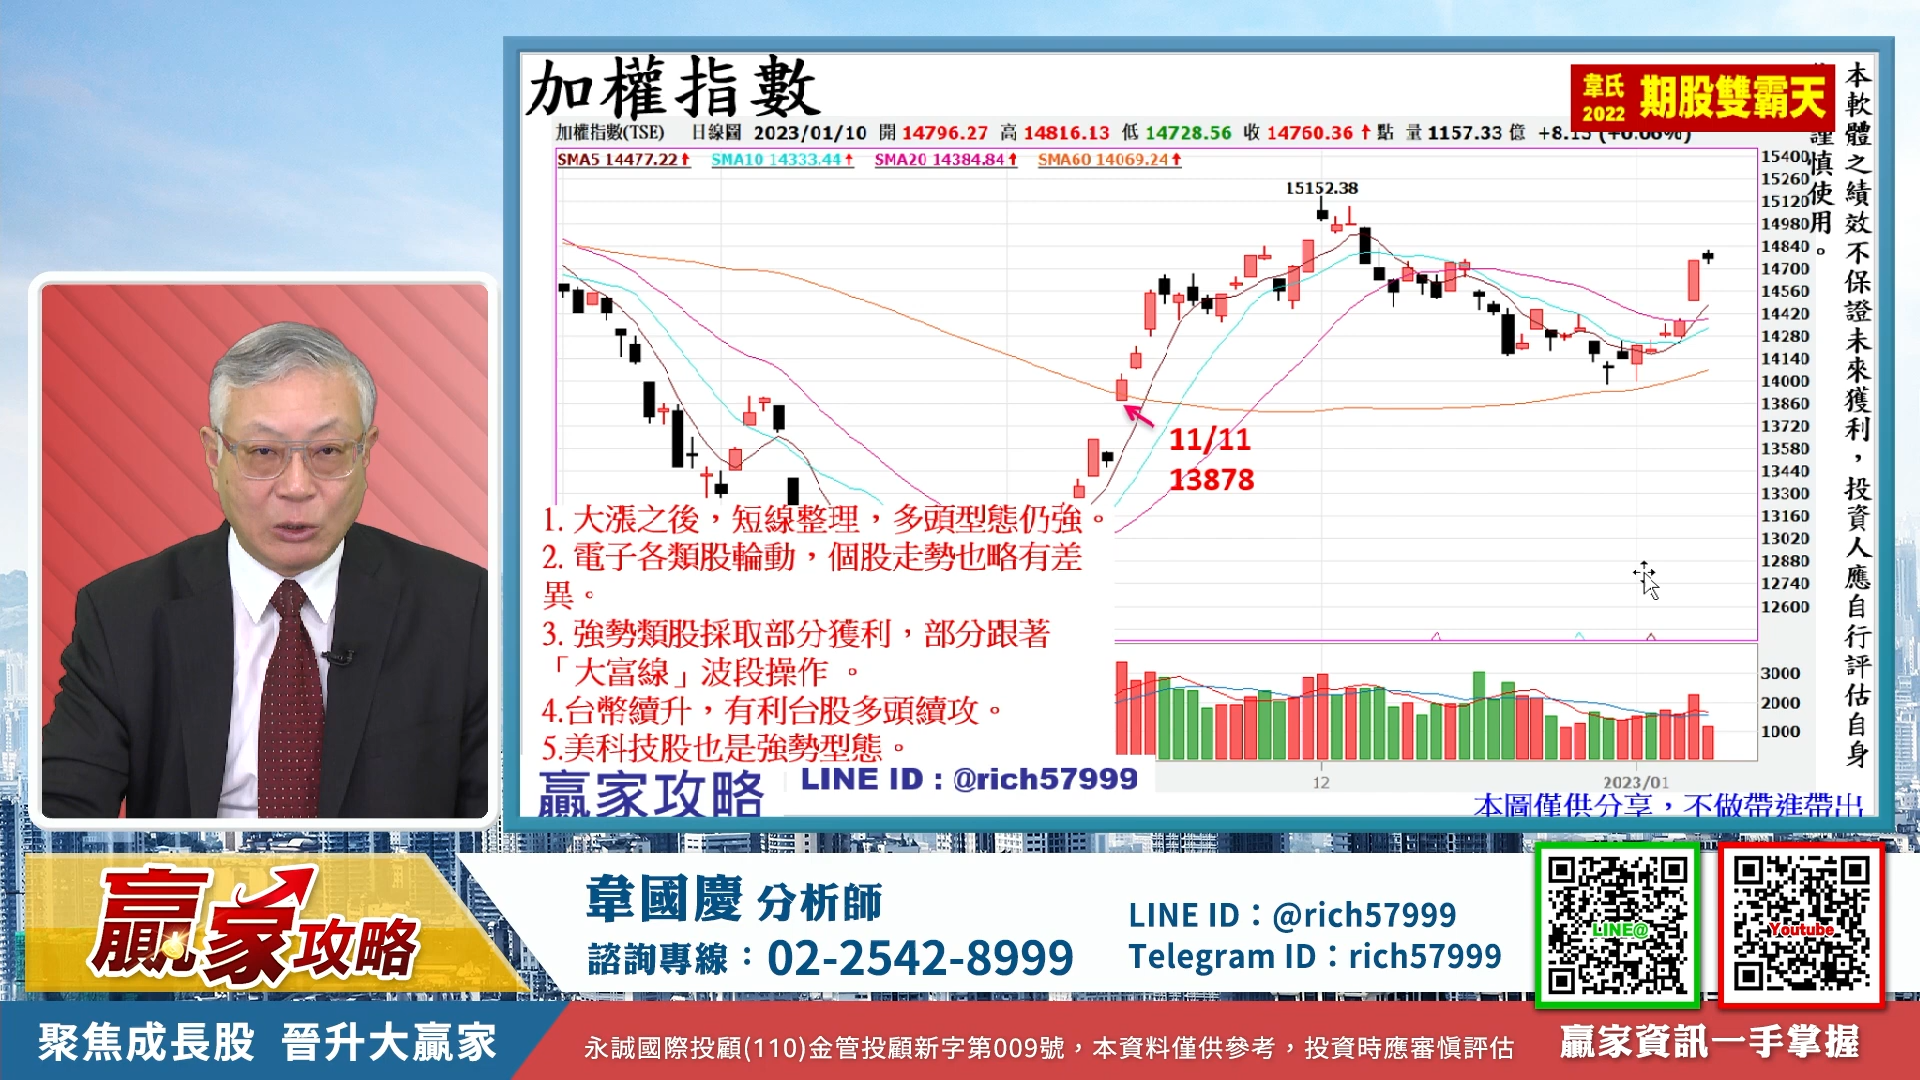 加權指數
韋氏
2022
期股雙霸天
本軟體之績效不保證未來獲利，投資人應自行評估自身
謹慎使用。
加權指數(TSE) 日線圖 2023/01/10 開 14796.27 高 14816.13 低 14728.56 收 14760.36 ↑ 點 量 1157.33 億
SMA5 14477.22↑ SMA10 14333.44↑ SMA20 14384.84↑ SMA60 14069.24↑
15400
15260
15120
14980
14840
14700
14560
14420
14280
14140
14000
13860
13720
13580
13440
13300
13160
13020
12880
12740
12600
15152.38
11/11
13878
1. 大漲之後，短線整理，多頭型態仍強。
2. 電子各類股輪動，個股走勢也略有差
異。
3. 強勢類股採取部分獲利，部分跟著
「大富線」波段操作 。
4.台幣續升，有利台股多頭續攻。
5.美科技股也是強勢型態。
3000
2000
1000
12
2023/01
贏家攻略 LINE ID : @rich57999
本圖僅供分享，不做帶進帶出
贏家攻略
韋國慶 分析師
諮詢專線：02-2542-8999
LINE ID：@rich57999
Telegram ID：rich57999
LINE@
Youtube
聚焦成長股 晉升大贏家
永誠國際投顧(110)金管投顧新字第009號，本資料僅供參考，投資時應審慎評估
贏家資訊一手掌握